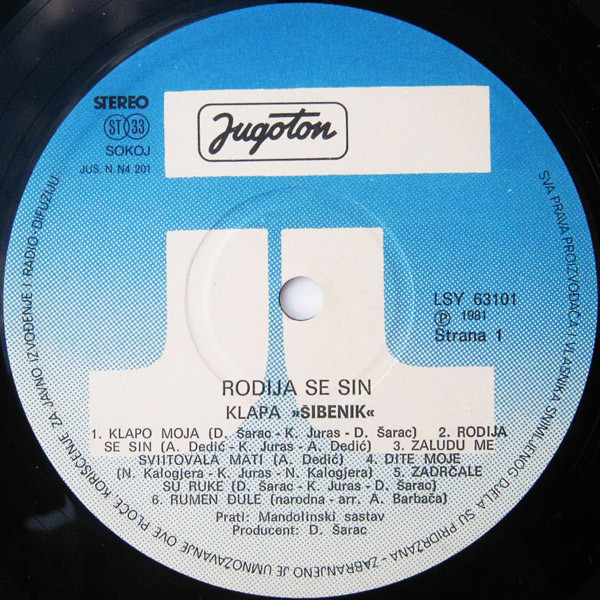 STEREO
ST 33
SOKOJ
JUS. N. N4 201
Jugoton
LSY 63101
Ⓟ 1981
Strana 1
RODIJA SE SIN
KLAPA »ŠIBENIK«
1. KLAPO MOJA (D. Šarac - K. Juras - D. Šarac) 2. RODIJA
SE SIN (A. Dedić - K. Juras - A. Dedić) 3. ZALUDU ME
SVIITOVALA MATI (A. Dedić) 4. DITE MOJE
(N. Kalogjera - K. Juras - N. Kalogjera) 5. ZADRČALE
SU RUKE (D. Šarac - K. Juras - D. Šarac)
6. RUMEN ĐULE (narodna - arr. A. Barbača)
Prati: Mandolinski sastav
Producent: D. Šarac
SVA PRAVA PROIZVOĐAČA I VLASNIKA SNIMLJENOG DJELA SU PRIDRŽANA - ZABRANJENO JE UMNOŽAVANJE OVE PLOČE, KORIŠĆENJE ZA JAVNO IZVOĐENJE I RADIO-DIFUZIJU